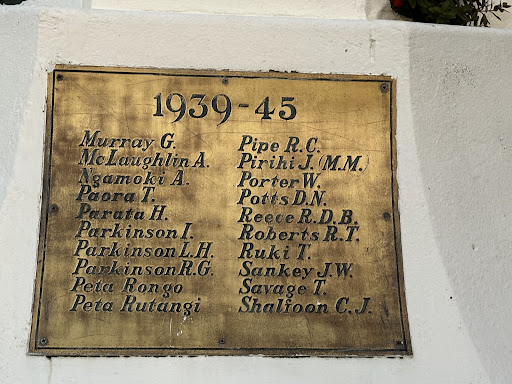 1939-45
Murray G.
McLaughlin A.
Ngamoki A.
Paora T.
Parata H.
Parkinson I.
Parkinson L.H.
Parkinson R.G.
Peta Rongo
Peta Rutangi
Pipe R.C.
Pirihi J. (M.M.)
Porter W.
Potts D.N.
Reece R.D.B.
Roberts R.T.
Ruki T.
Sankey J.W.
Savage T.
Shalfoon C.J.